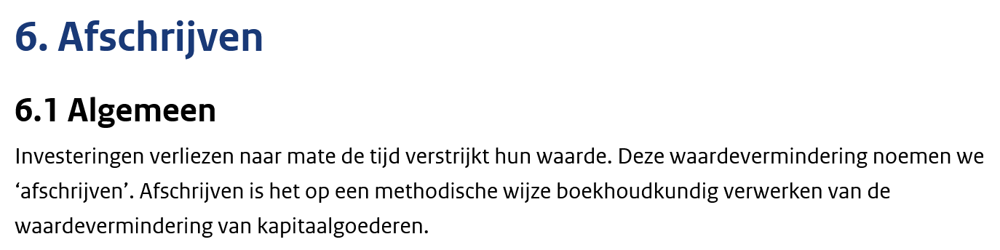 6. Afschrijven
6.1 Algemeen
Investeringen verliezen naar mate de tijd verstrijkt hun waarde. Deze waardevermindering noemen we
‘afschrijven’. Afschrijven is het op een methodische wijze boekhoudkundig verwerken van de
waardevermindering van kapitaalgoederen.